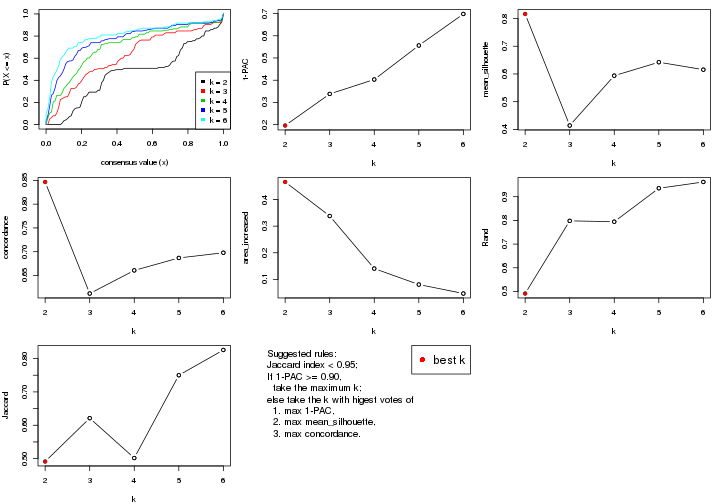 P(X <= x)
0.0 0.2 0.4 0.6 0.8 1.0
k = 2
k = 3
k = 4
k = 5
k = 6
0.0 0.2 0.4 0.6 0.8 1.0
consensus value (x)
1-PAC
0.2 0.3 0.4 0.5 0.6 0.7
2 3 4 5 6
k
mean_silhouette
0.4 0.5 0.6 0.7 0.8
2 3 4 5 6
k
concordance
0.65 0.70 0.75 0.80 0.85
2 3 4 5 6
k
area_increased
0.1 0.2 0.3 0.4
2 3 4 5 6
k
Rand
0.5 0.6 0.7 0.8 0.9
2 3 4 5 6
k
Jaccard
0.50 0.60 0.70 0.80
2 3 4 5 6
k
Suggested rules:
Jaccard index < 0.95;
If 1-PAC >= 0.90,
take the maximum k;
else take the k with higest votes of
1. max 1-PAC,
2. max mean_silhouette,
3. max concordance.
best k